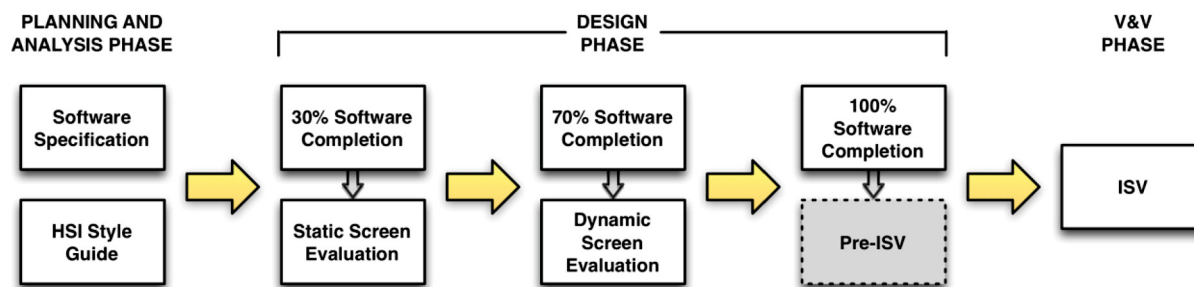 PLANNING AND
ANALYSIS PHASE
DESIGN
PHASE
V&V
PHASE
Software
Specification
HSI Style
Guide
30% Software
Completion
Static Screen
Evaluation
70% Software
Completion
Dynamic
Screen
Evaluation
100%
Software
Completion
Pre-ISV
ISV